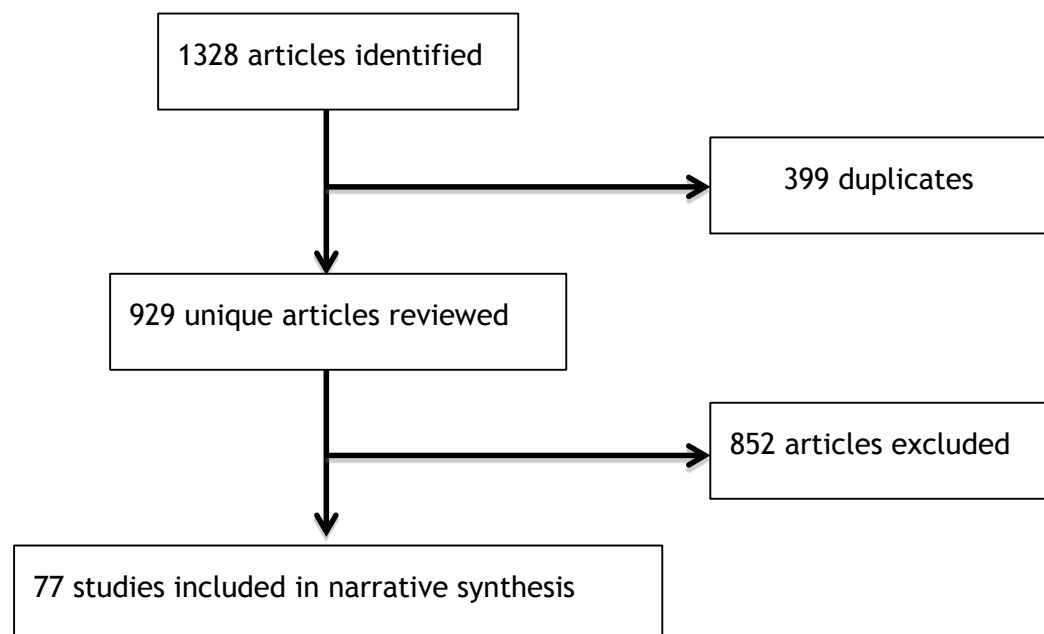 1328 articles identified
399 duplicates
929 unique articles reviewed
852 articles excluded
77 studies included in narrative synthesis